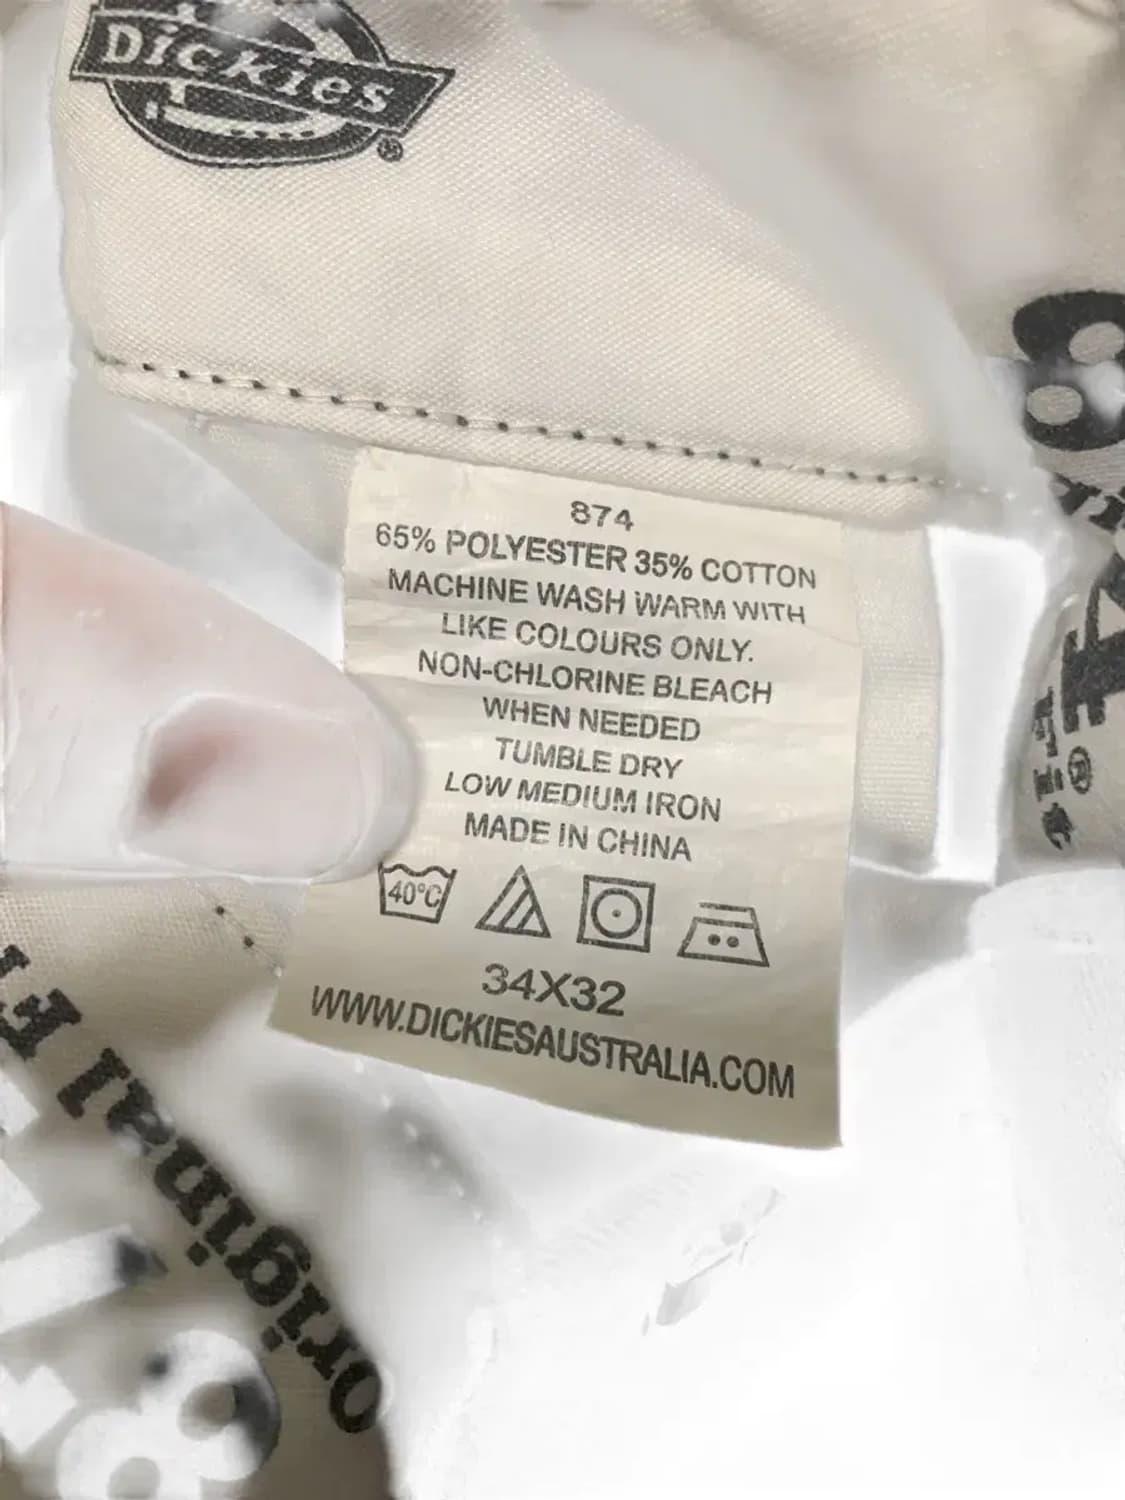 Dickies
®
874
65% POLYESTER 35% COTTON
MACHINE WASH WARM WITH
LIKE COLOURS ONLY.
NON-CHLORINE BLEACH
WHEN NEEDED
TUMBLE DRY
LOW MEDIUM IRON
MADE IN CHINA
40°C
34X32
WWW.DICKIESAUSTRALIA.COM
874
®
Original